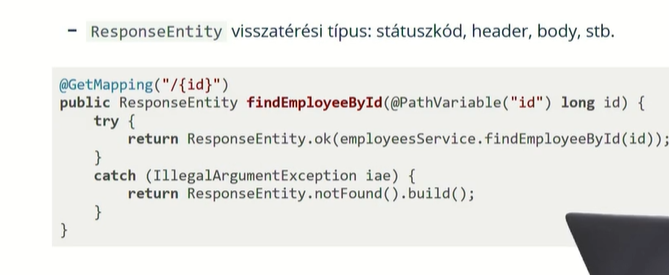 – ResponseEntity visszatérési típus: státuszkód, header, body, stb.
@GetMapping("/{id}")
public ResponseEntity findEmployeeById(@PathVariable("id") long id) {
    try {
        return ResponseEntity.ok(employeesService.findEmployeeById(id));
    }
    catch (IllegalArgumentException iae) {
        return ResponseEntity.notFound().build();
    }
}